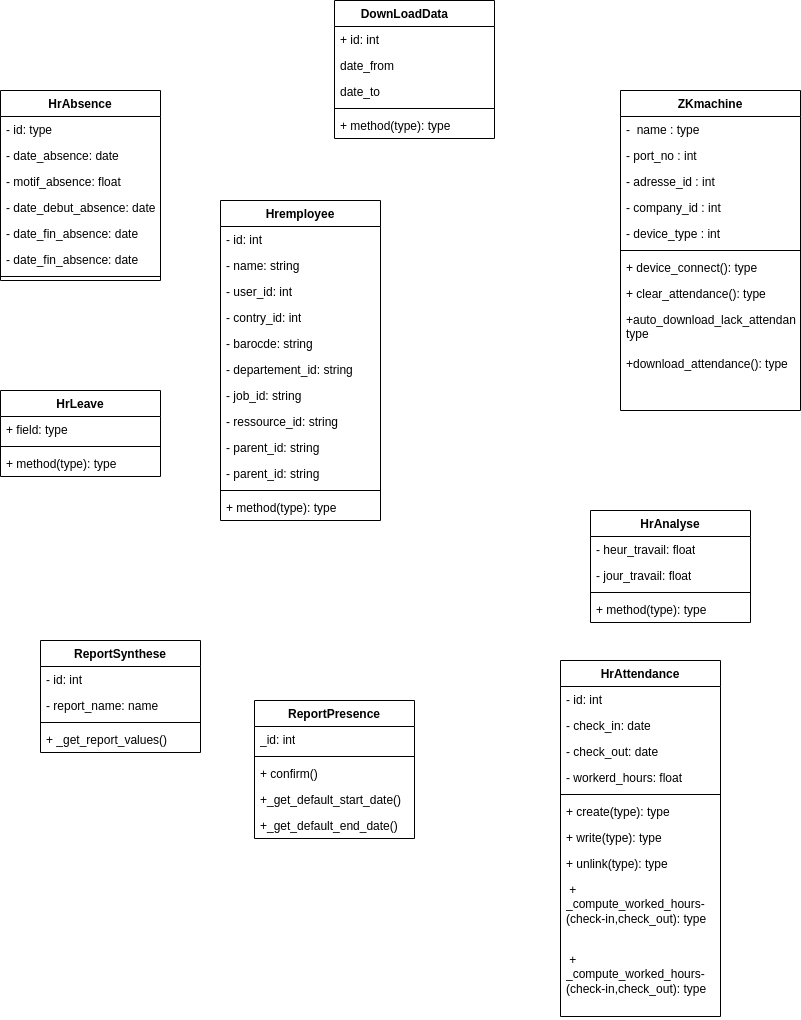 DownLoadData
+ id: int
date_from
date_to
+ method(type): type
HrAbsence
- id: type
- date_absence: date
- motif_absence: float
- date_debut_absence: date
- date_fin_absence: date
- date_fin_absence: date
ZKmachine
-  name : type
- port_no : int
- adresse_id : int
- company_id : int
- device_type : int
+ device_connect(): type
+ clear_attendance(): type
+auto_download_lack_attendan
type
+download_attendance(): type
Hremployee
- id: int
- name: string
- user_id: int
- contry_id: int
- barocde: string
- departement_id: string
- job_id: string
- ressource_id: string
- parent_id: string
- parent_id: string
+ method(type): type
HrLeave
+ field: type
+ method(type): type
HrAnalyse
- heur_travail: float
- jour_travail: float
+ method(type): type
ReportSynthese
- id: int
- report_name: name
+ _get_report_values()
ReportPresence
_id: int
+ confirm()
+_get_default_start_date()
+_get_default_end_date()
HrAttendance
- id: int
- check_in: date
- check_out: date
- workerd_hours: float
+ create(type): type
+ write(type): type
+ unlink(type): type
+
_compute_worked_hours-
(check-in,check_out): type
+
_compute_worked_hours-
(check-in,check_out): type